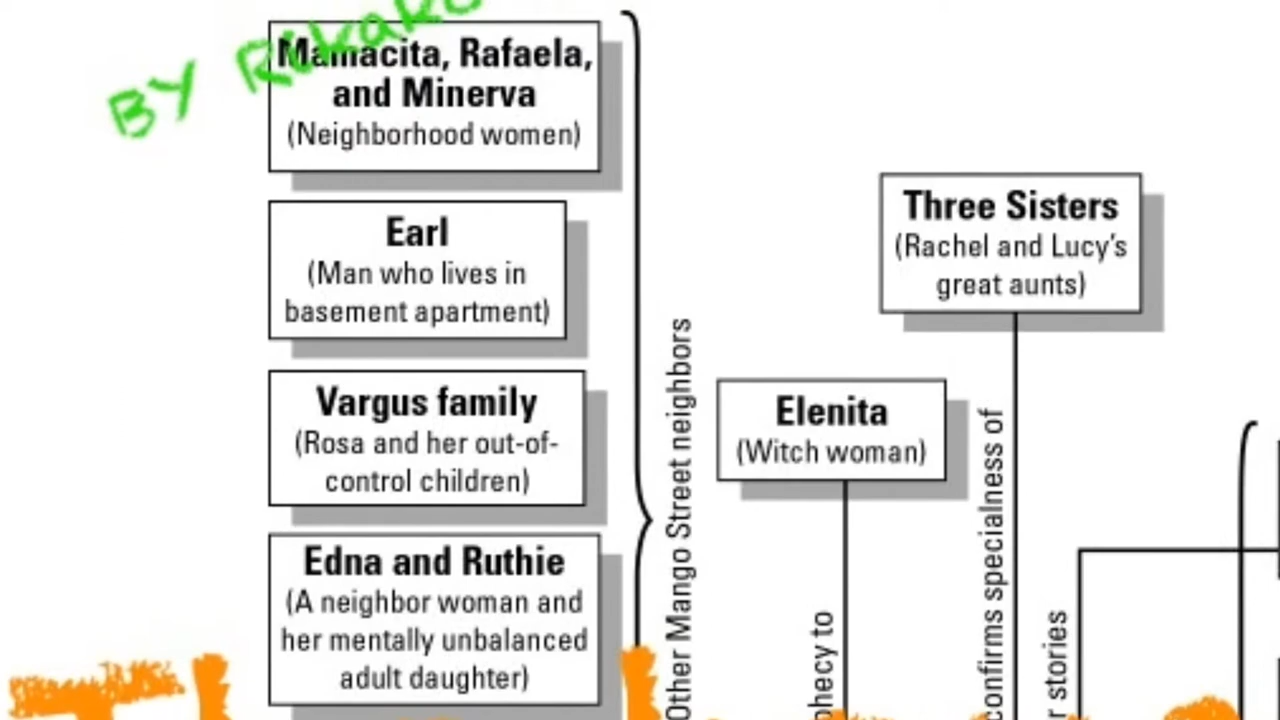 BY
Mamacita, Rafaela,
and Minerva
(Neighborhood women)
Earl
(Man who lives in
basement apartment)
Vargus family
(Rosa and her out-of-
control children)
Edna and Ruthie
(A neighbor woman and
her mentally unbalanced
adult daughter)
Other Mango Street neighbors
Three Sisters
(Rachel and Lucy's
great aunts)
Elenita
(Witch woman)
phecy to
confirms specialness of
r stories